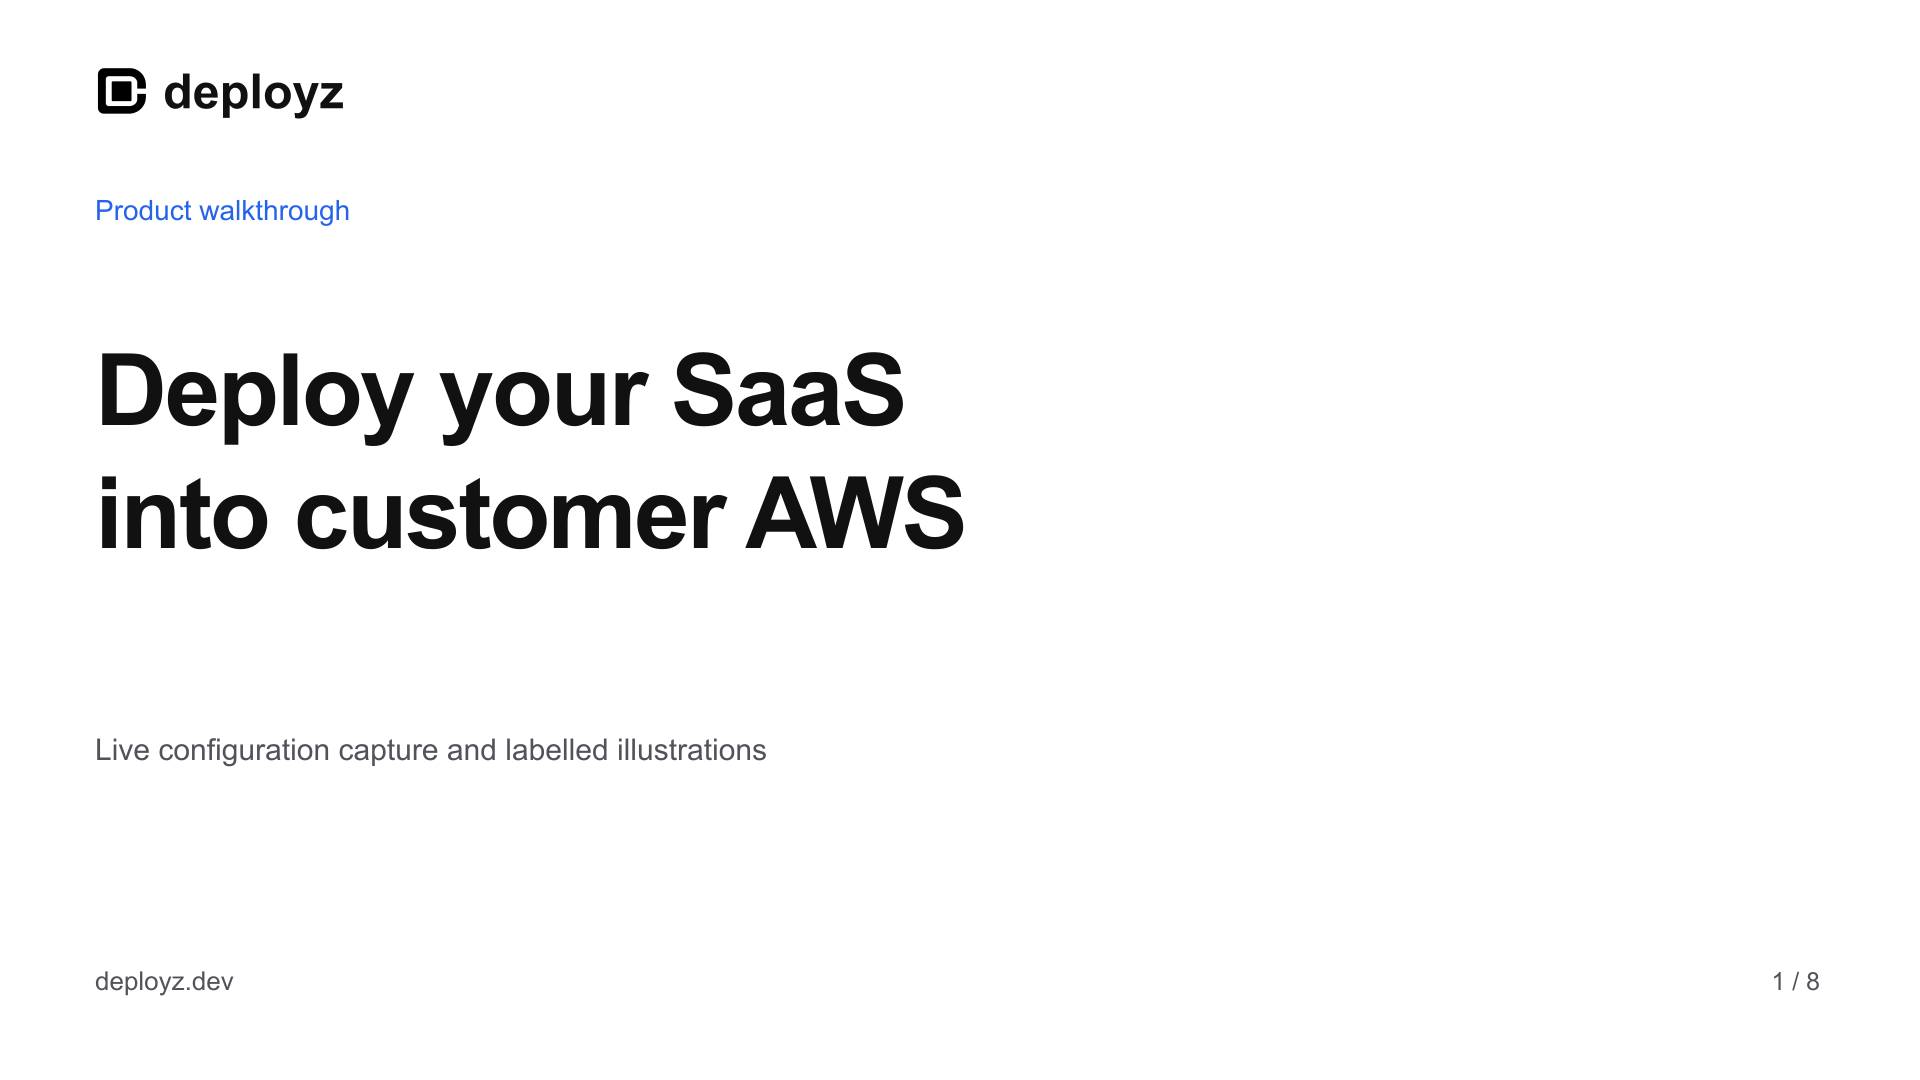 deployz
Product walkthrough
Deploy your SaaS
into customer AWS
Live configuration capture and labelled illustrations
deployz.dev
1 / 8